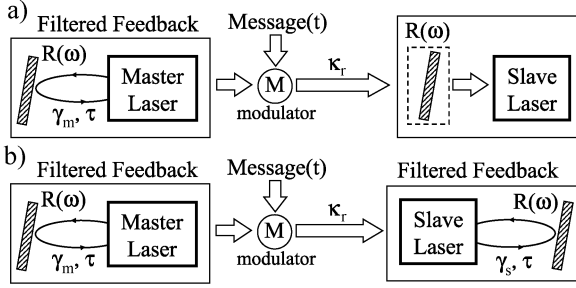 a)
Filtered Feedback
R(ω)
Master
Laser
γm, τ
Message(t)
M
modulator
κr
R(ω)
Slave
Laser
b)
Filtered Feedback
R(ω)
Master
Laser
γm, τ
Message(t)
M
modulator
κr
Filtered Feedback
Slave
Laser
R(ω)
γs, τ